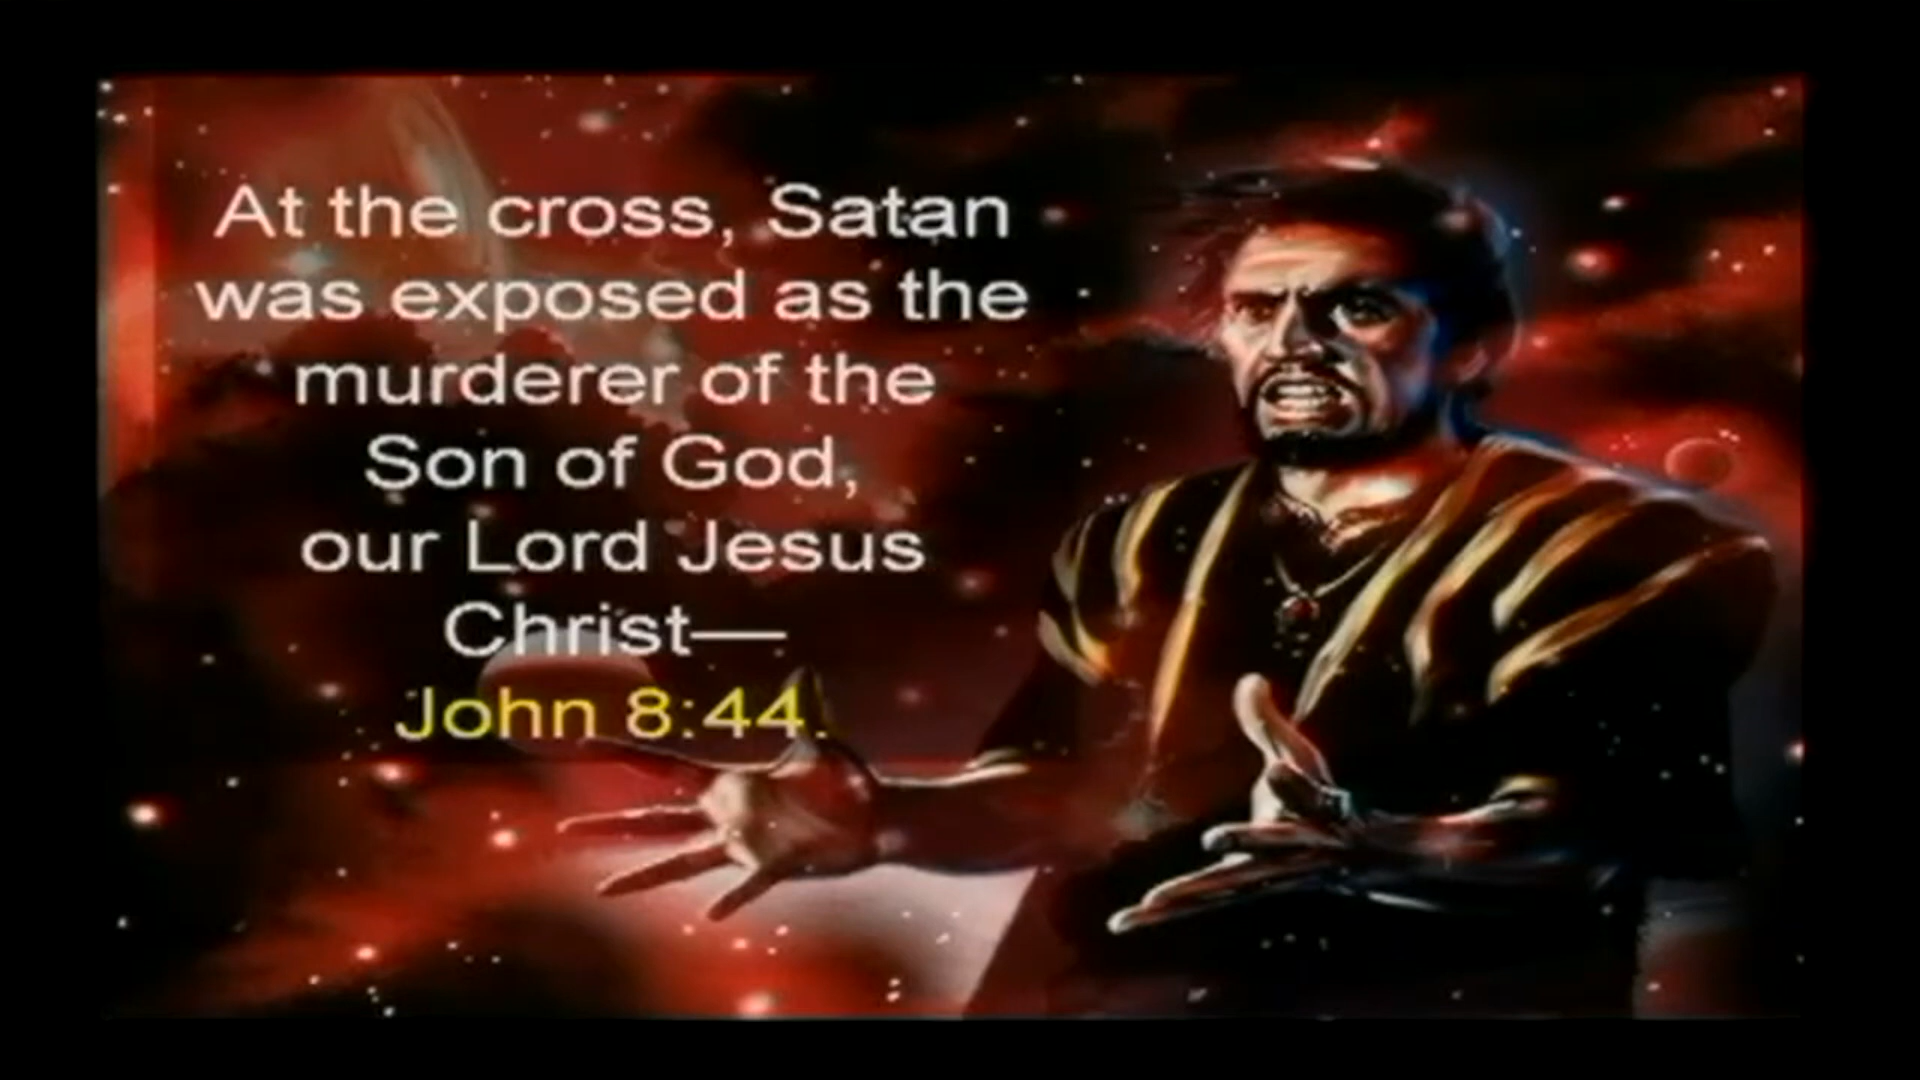 At the cross, Satan
was exposed as the
murderer of the
Son of God,
our Lord Jesus
Christ—
John 8:44.